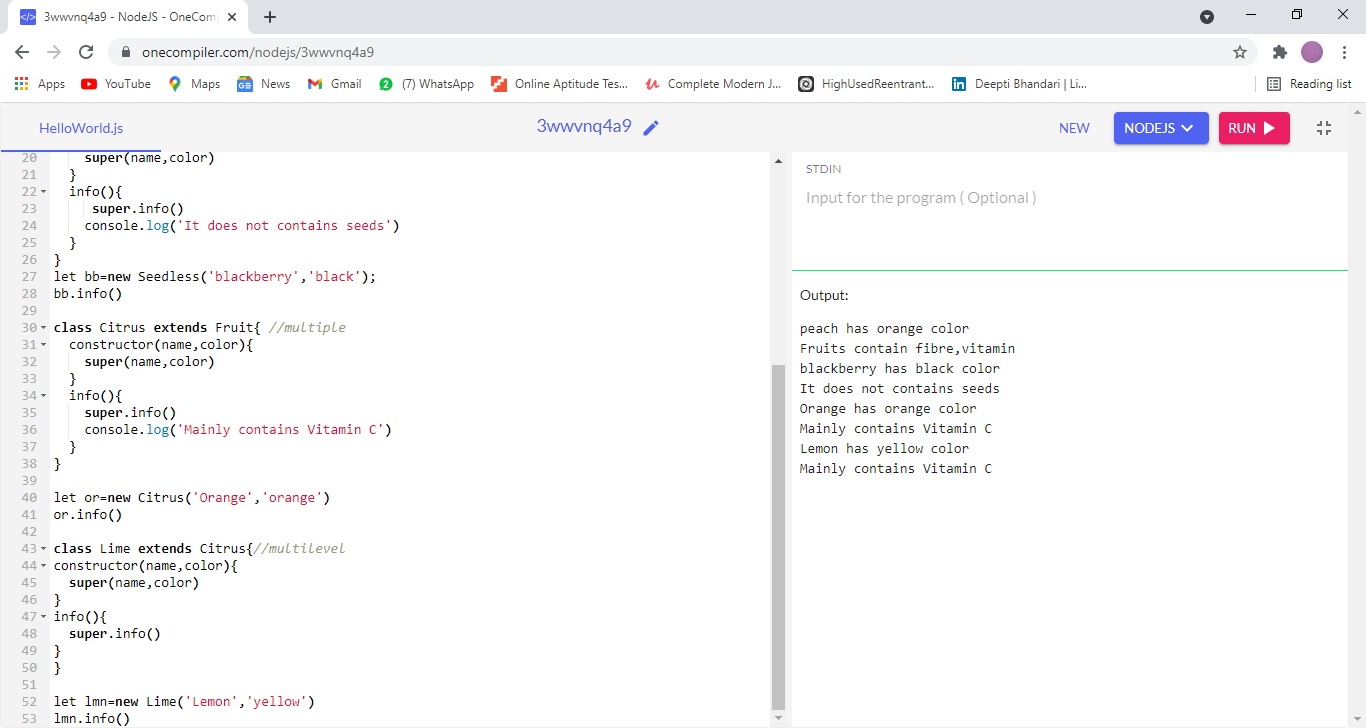 3wwvnq4a9 - NodeJS - OneCom
onecompiler.com/nodejs/3wwvnq4a9
Apps YouTube Maps News Gmail (7) WhatsApp Online Aptitude Tes... Complete Modern J... HighUsedReentrant... Deepti Bhandari | Li... Reading list
HelloWorld.js 3wwvnq4a9 NEW NODEJS RUN
20 super(name,color)
21 }
22 info(){
23 super.info()
24 console.log('It does not contains seeds')
25 }
26 }
27 let bb=new Seedless('blackberry','black');
28 bb.info()
29
30 class Citrus extends Fruit{ //multiple
31 constructor(name,color){
32 super(name,color)
33 }
34 info(){
35 super.info()
36 console.log('Mainly contains Vitamin C')
37 }
38 }
39
40 let or=new Citrus('Orange','orange')
41 or.info()
42
43 class Lime extends Citrus{//multilevel
44 constructor(name,color){
45 super(name,color)
46 }
47 info(){
48 super.info()
49 }
50 }
51
52 let lmn=new Lime('Lemon','yellow')
53 lmn.info()
STDIN
Input for the program ( Optional )
Output:
peach has orange color
Fruits contain fibre,vitamin
blackberry has black color
It does not contains seeds
Orange has orange color
Mainly contains Vitamin C
Lemon has yellow color
Mainly contains Vitamin C